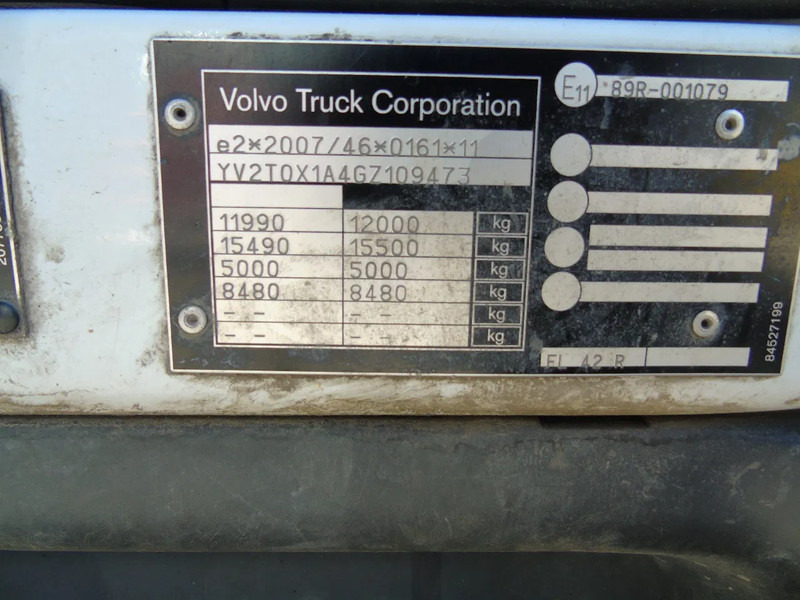 Volvo Truck Corporation
e2*2007/46*0161*11
YV2T0X1A4GZ109473
11990 12000 kg
15490 15500 kg
5000 5000 kg
8480 8480 kg
- - - - kg
- - - - kg
E11 89R-001079
FL 42 R
84527199